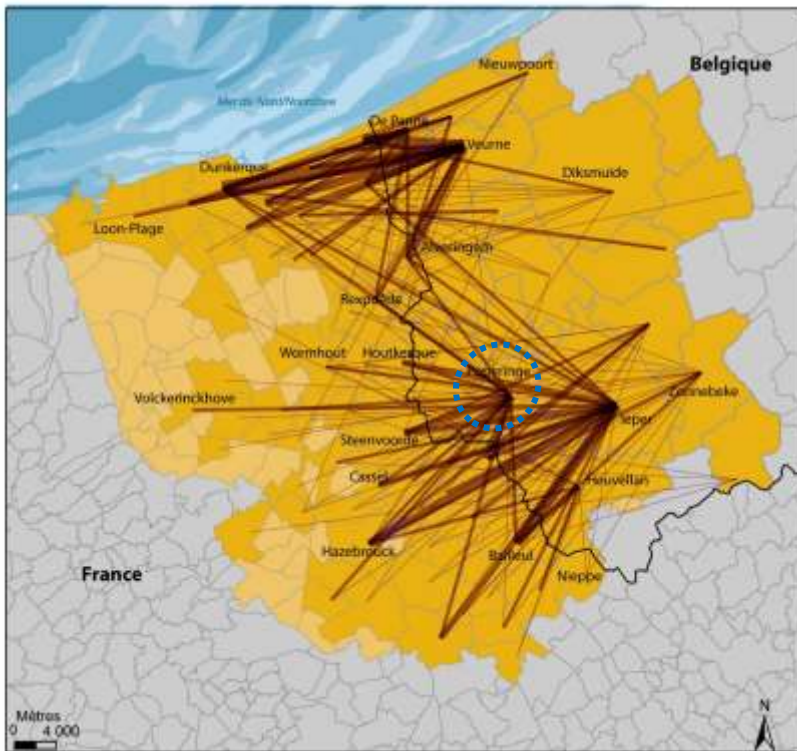 Nieuwpoort
Belgique
Mer du Nord/Noordzee
De Panne
Veurne
Dunkerque
Diksmuide
Loon-Plage
Alveringem
Rexpoëde
Wormhout
Houtkerque
Zonnebeke
Volckerinckhove
Ieper
Steenvoorde
Cassel
Heuvelland
Hazebrouck
Bailleul
France
Nieppe
Mètres
0 4 000
N